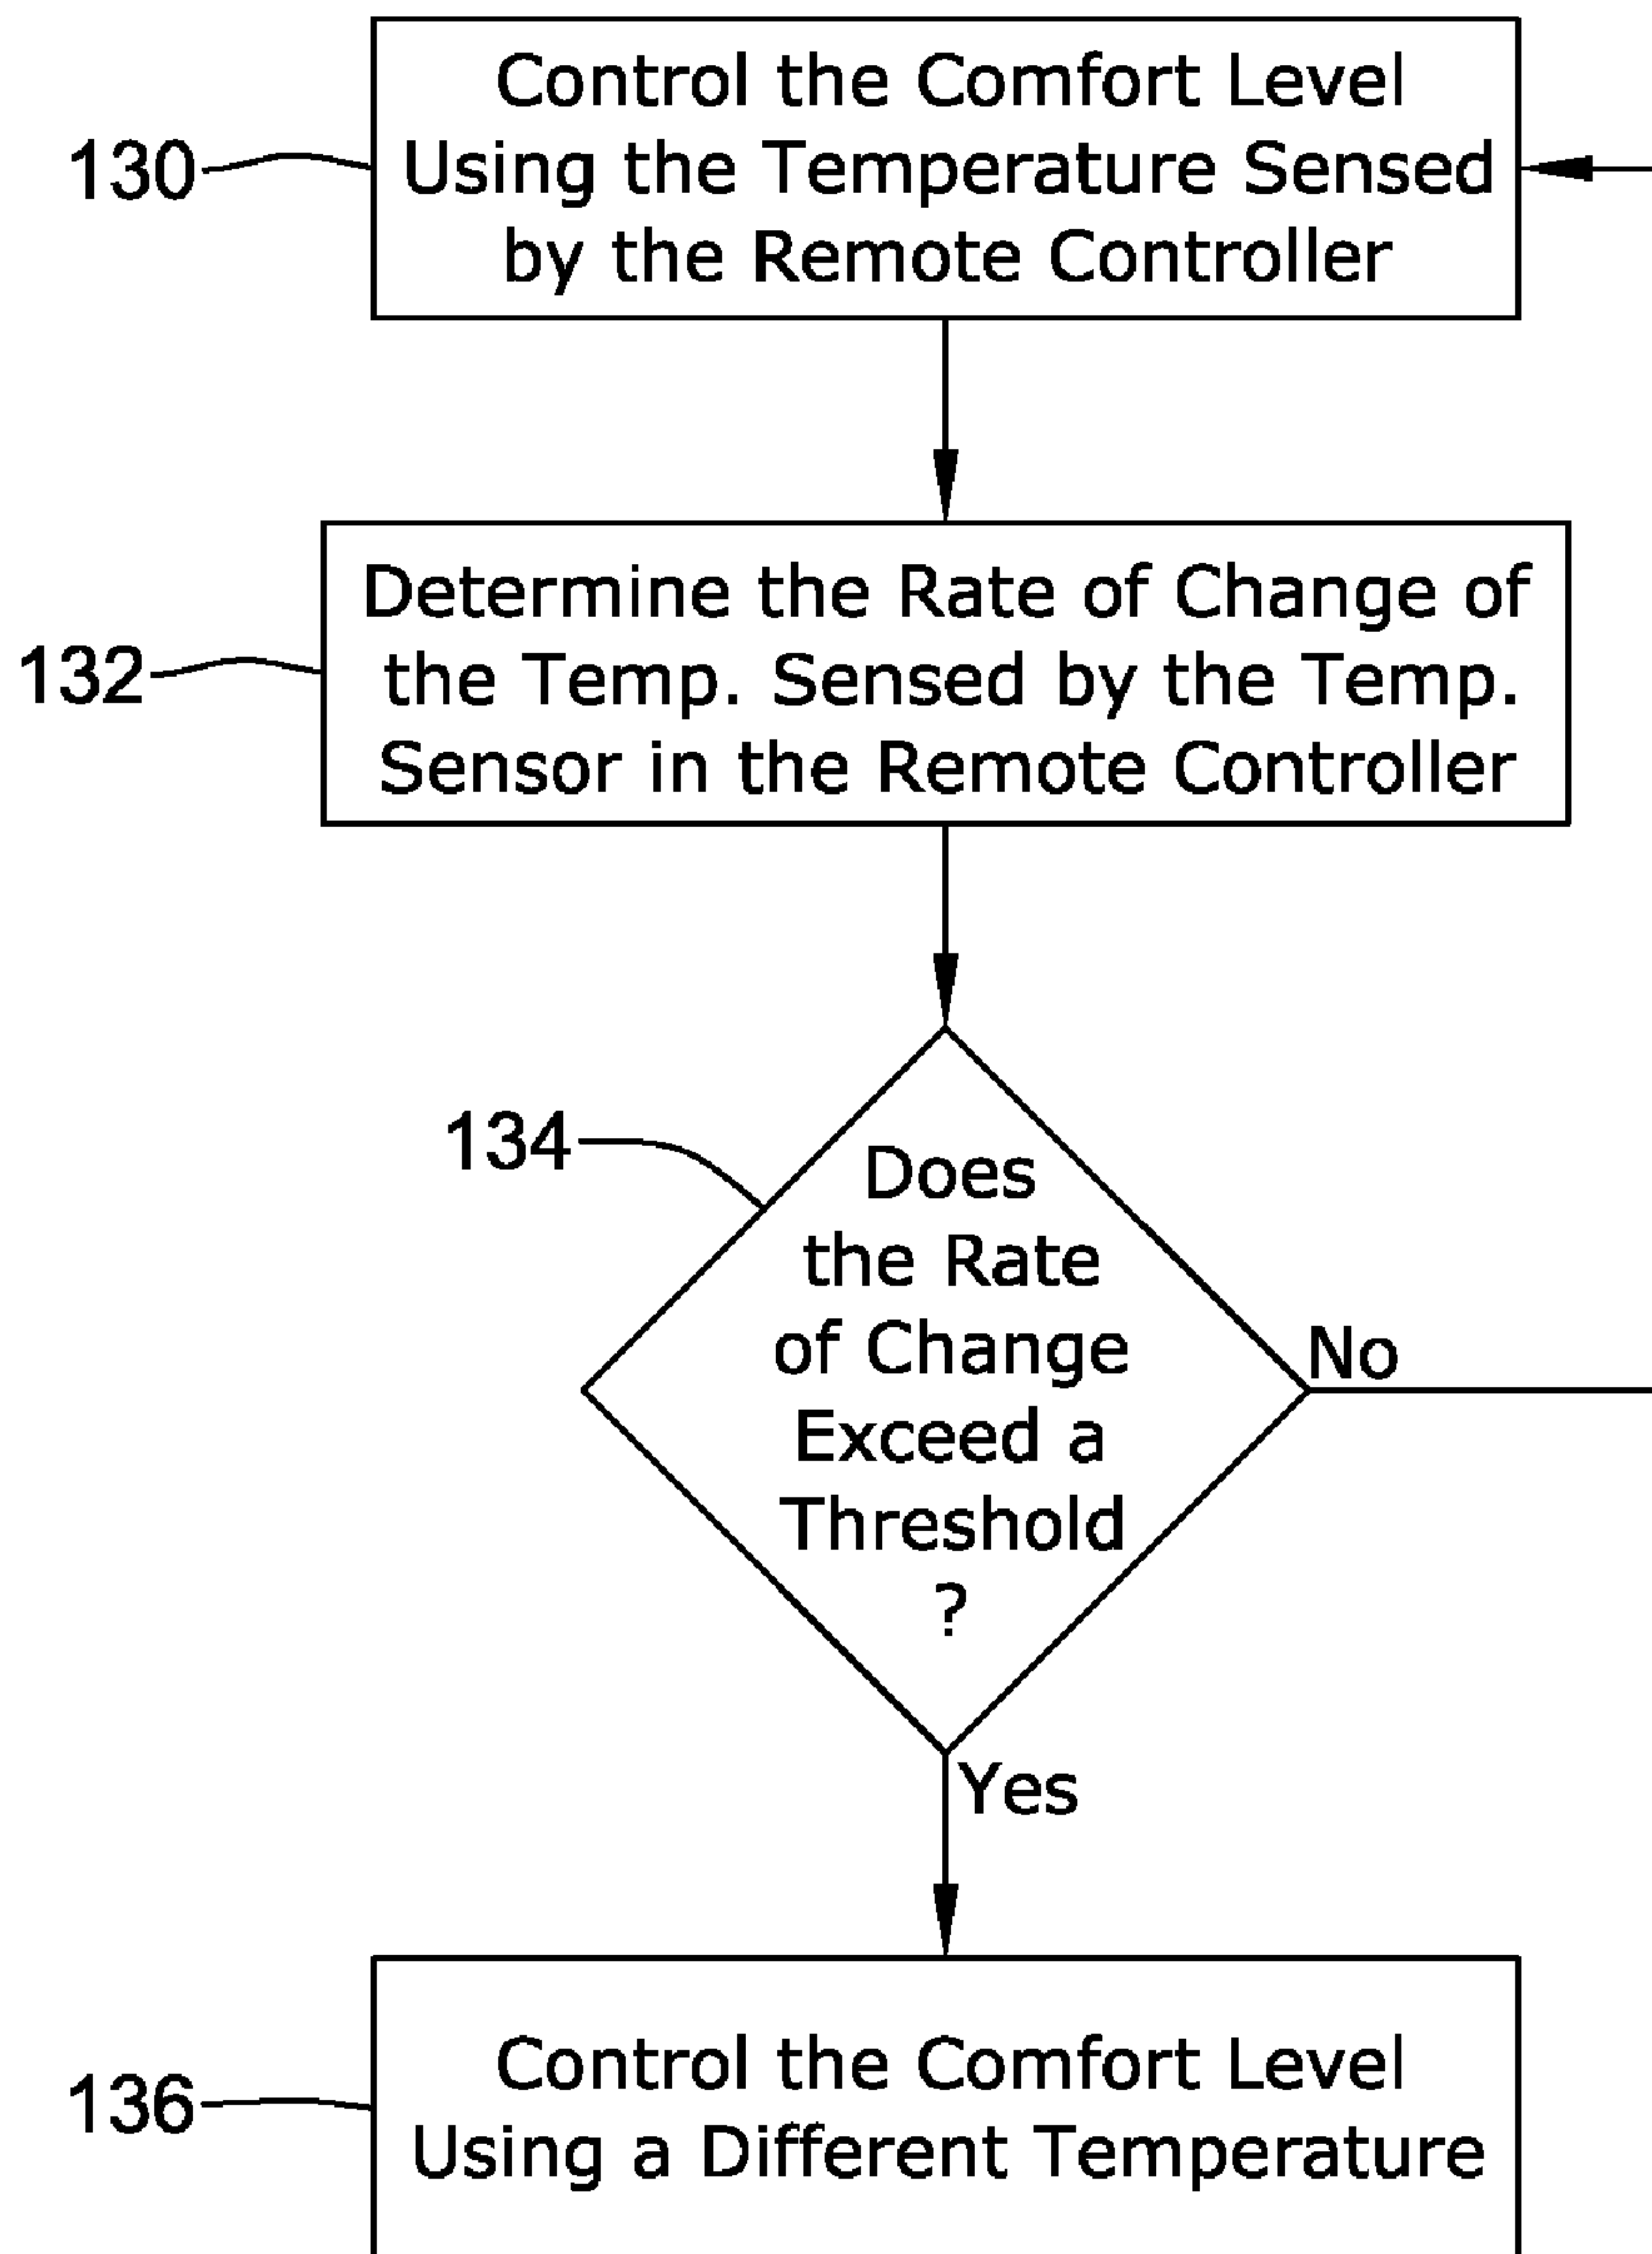 Control the Comfort Level
130
Using the Temperature Sensed
by the Remote Controller
Determine the Rate of Change of
132
the Temp. Sensed by the Temp.
Sensor in the Remote Controller
134
Does
the Rate
of Change
Exceed a
Threshold
?
No
Yes
Control the Comfort Level
136
Using a Different Temperature